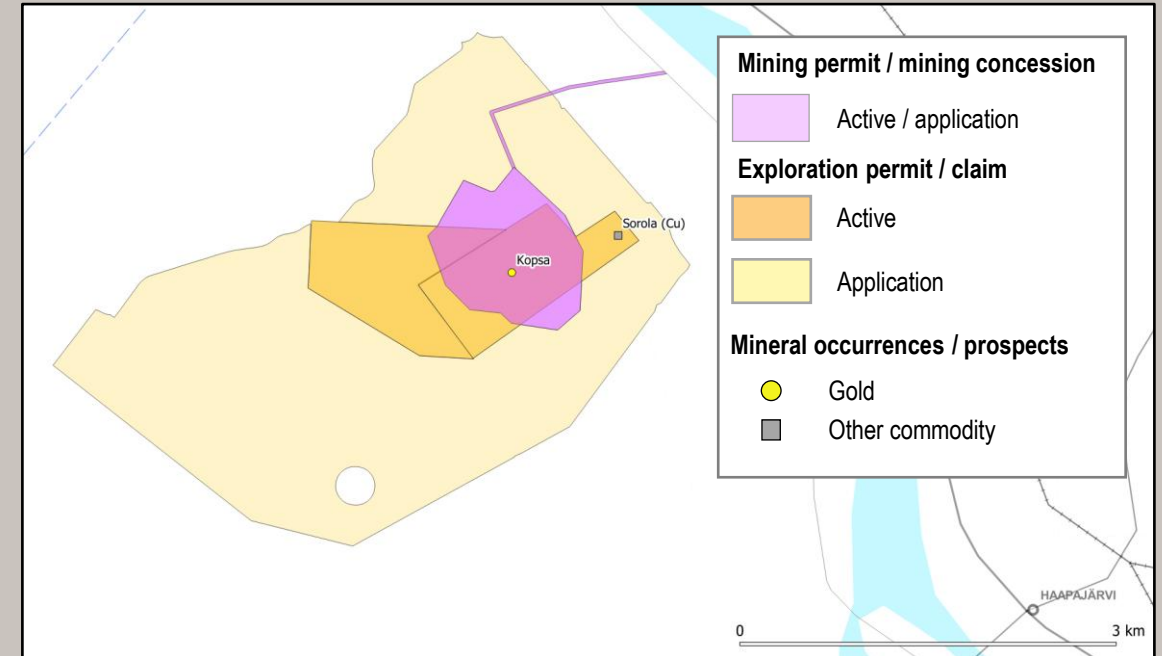 Mining permit / mining concession
Active / application
Exploration permit / claim
Active
Application
Mineral occurrences / prospects
Gold
Other commodity
Sorola (Cu)
Kopsa
HAAPAJÄRVI
0 3 km